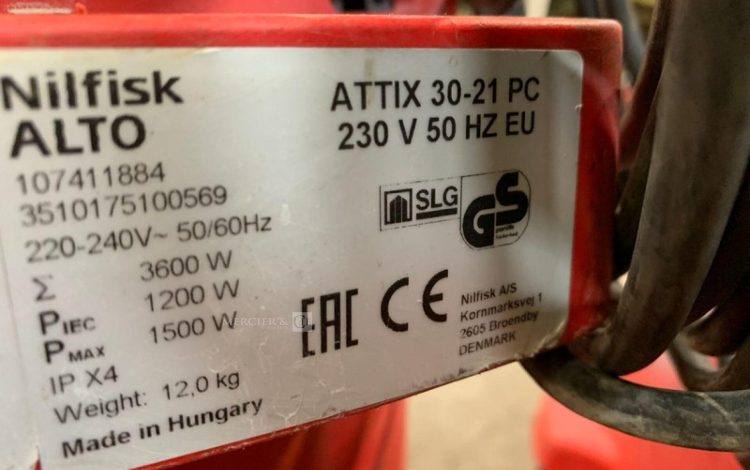 Nilfisk
ALTO
ATTIX 30-21 PC
230 V 50 HZ EU
107411884
3510175100569
220-240V~ 50/60Hz
Σ 3600 W
PIEC 1200 W
PMAX 1500 W
IP X4
Weight: 12,0 kg
Made in Hungary
SLG
GS
EAC CE
Nilfisk A/S
Kornmarksvej 1
2605 Broendby
DENMARK
MERCIER &